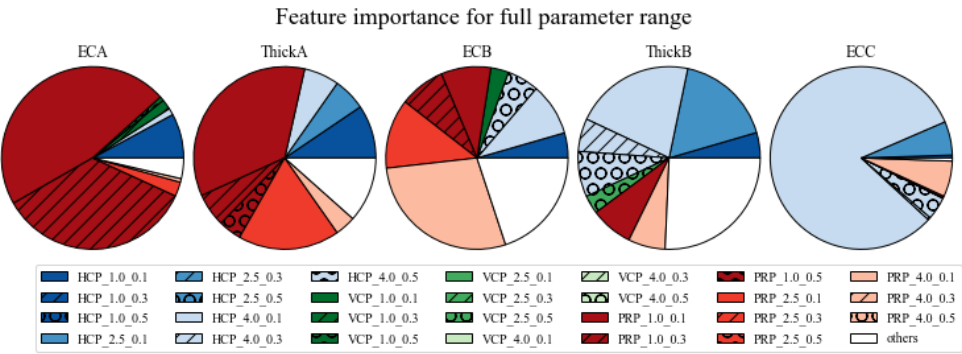 Feature importance for full parameter range
ECA ThickA ECB ThickB ECC
HCP_1.0_0.1 HCP_2.5_0.3 HCP_4.0_0.5 VCP_2.5_0.1 VCP_4.0_0.3 PRP_1.0_0.5 PRP_4.0_0.1
HCP_1.0_0.3 HCP_2.5_0.5 VCP_1.0_0.1 VCP_2.5_0.3 VCP_4.0_0.5 PRP_2.5_0.1 PRP_4.0_0.3
HCP_1.0_0.5 HCP_4.0_0.1 VCP_1.0_0.3 VCP_2.5_0.5 PRP_1.0_0.1 PRP_2.5_0.3 PRP_4.0_0.5
HCP_2.5_0.1 HCP_4.0_0.3 VCP_1.0_0.5 VCP_4.0_0.1 PRP_1.0_0.3 PRP_2.5_0.5 others